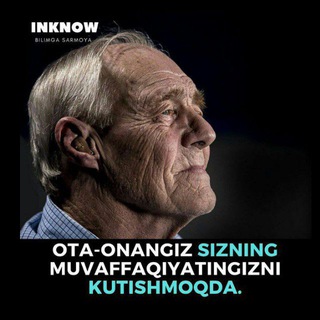 INKNOW
BILIMGA SARMOYA
OTA-ONANGIZ SIZNING
MUVAFFAQIYATINGIZNI
KUTISHMOQDA.